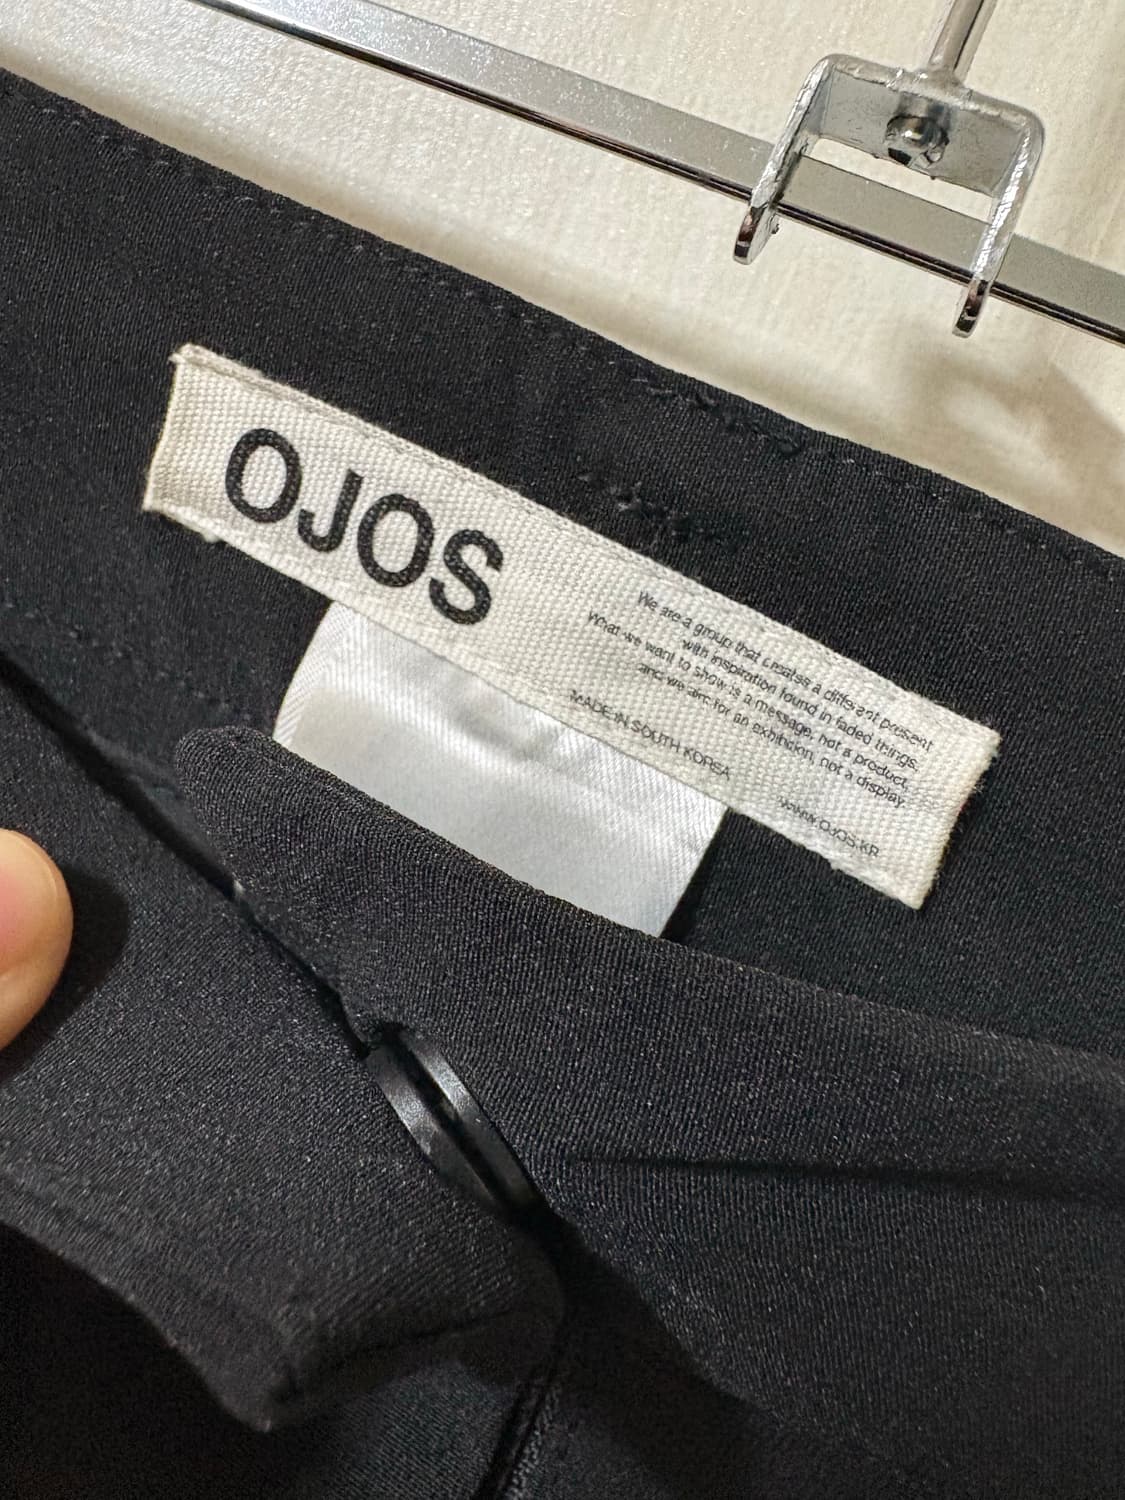 OJOS
We are a group that creates a different present
with inspiration found in faded things.
What we want to show is a message, not a product,
and we are for an exhibition, not a display
MADE IN SOUTH KOREA
WWW.OJOS.KR